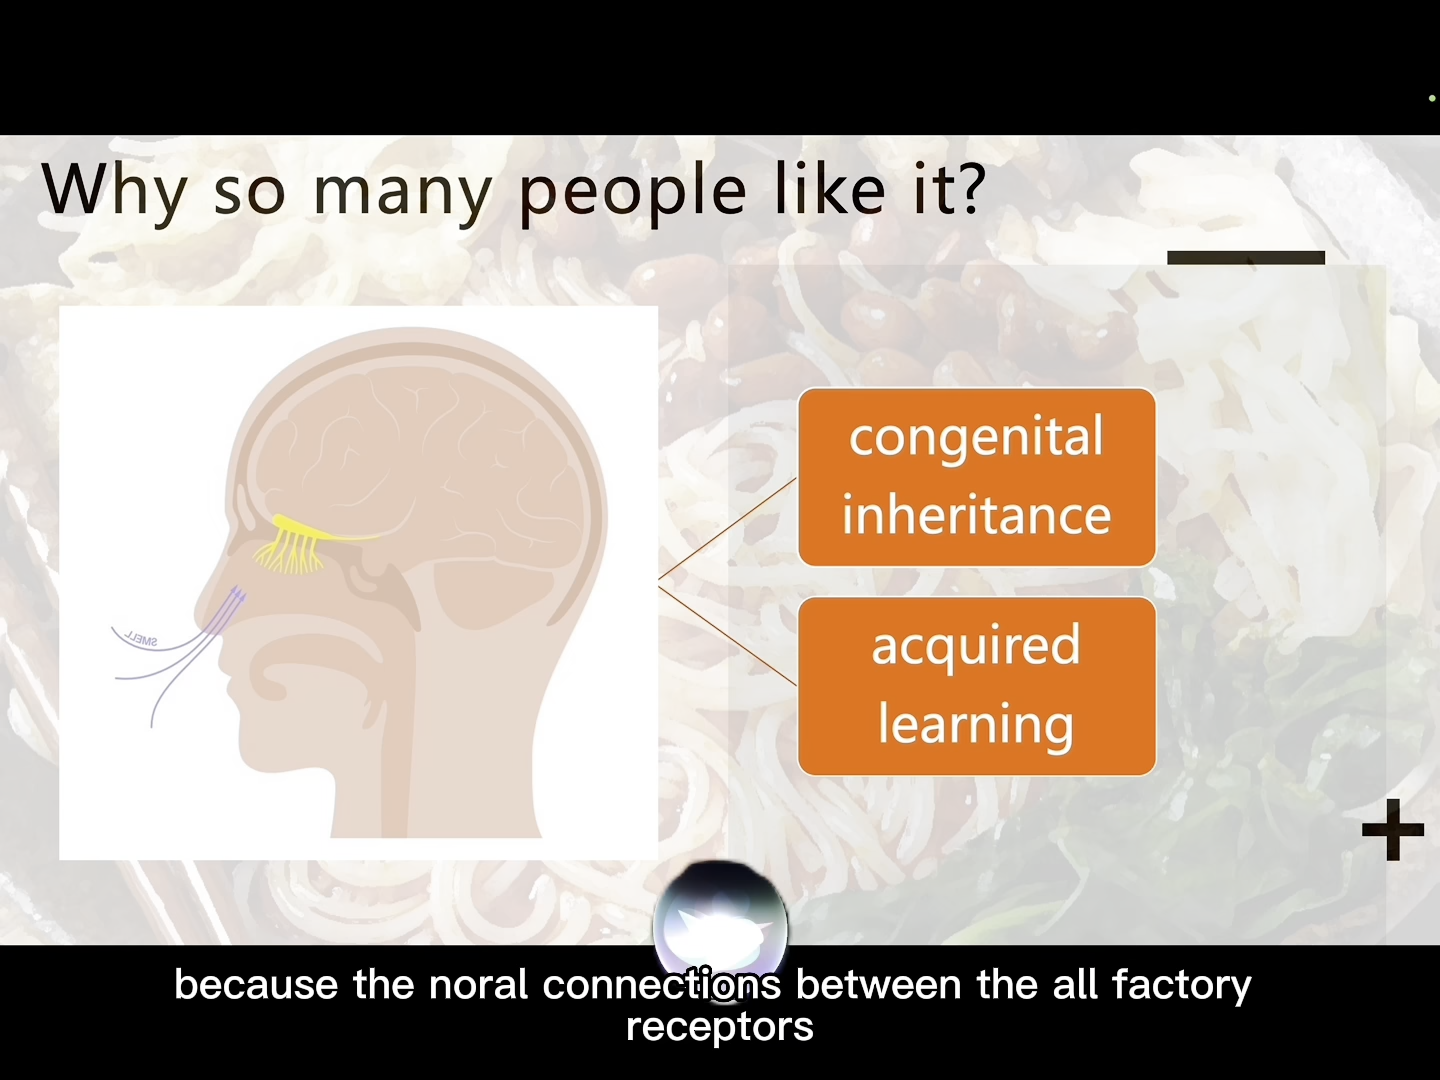 Why so many people like it?
congenital
inheritance
acquired
learning
SMELL
because the noral connections between the all factory
receptors